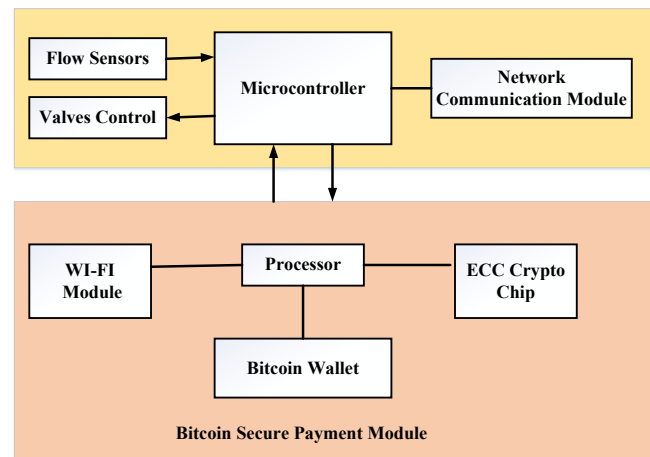 Flow Sensors
Valves Control
Microcontroller
Network
Communication Module
WI-FI
Module
Processor
ECC Crypto
Chip
Bitcoin Wallet
Bitcoin Secure Payment Module